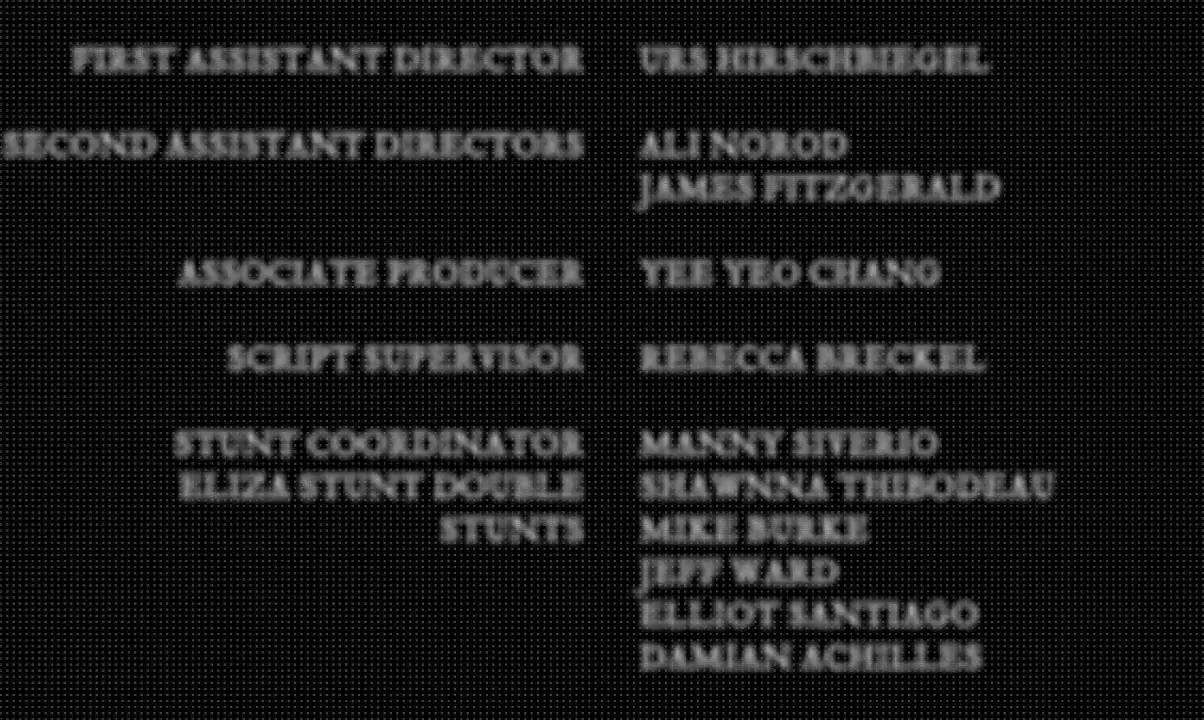 FIRST ASSISTANT DIRECTOR URS HIRSCHBIEGEL
SECOND ASSISTANT DIRECTORS ALI NOROD
JAMES FITZGERALD
ASSOCIATE PRODUCER YEE YEO CHANG
SCRIPT SUPERVISOR REBECCA BRECKEL
STUNT COORDINATOR MANNY SIVERIO
ELIZA STUNT DOUBLE SHAWNNA THIBODEAU
STUNTS MIKE BURKE
JEFF WARD
ELLIOT SANTIAGO
DAMIAN ACHILLES